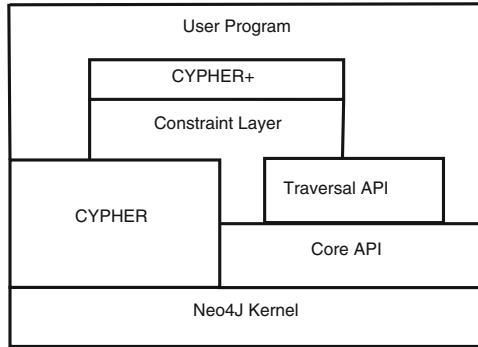 User Program
CYPHER+
Constraint Layer
Traversal API
CYPHER
Core API
Neo4J Kernel